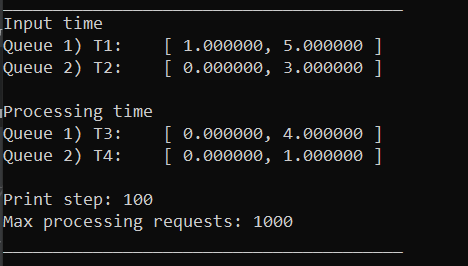 Input time
Queue 1) T1:    [ 1.000000, 5.000000 ]
Queue 2) T2:    [ 0.000000, 3.000000 ]
Processing time
Queue 1) T3:    [ 0.000000, 4.000000 ]
Queue 2) T4:    [ 0.000000, 1.000000 ]
Print step: 100
Max processing requests: 1000